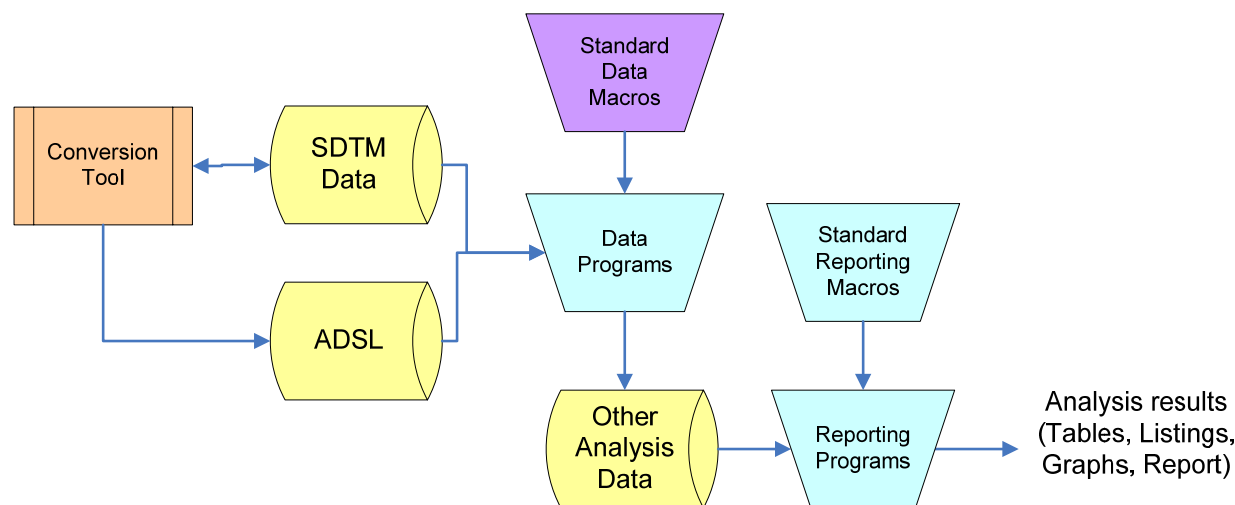 Standard
Data
Macros
Conversion
Tool
SDTM
Data
Data
Programs
Standard
Reporting
Macros
ADSL
Other
Analysis
Data
Reporting
Programs
Analysis results
(Tables, Listings,
Graphs, Report)